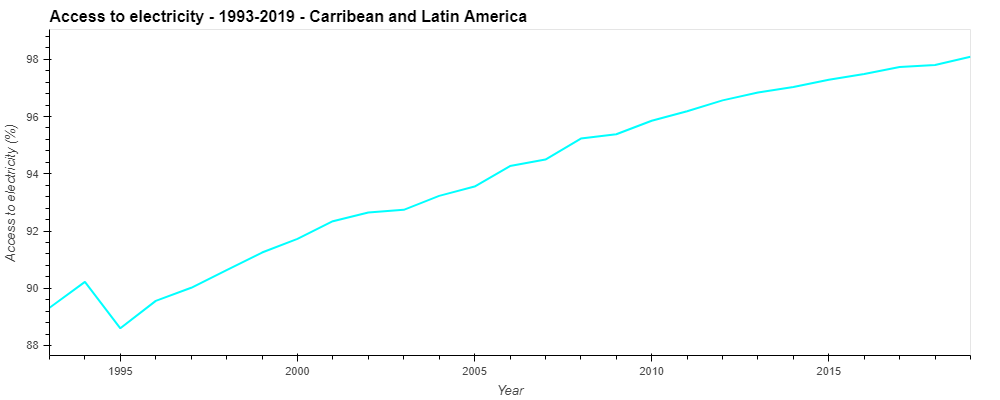 Access to electricity - 1993-2019 - Carribean and Latin America
Access to electricity (%)
98
96
94
92
90
88
1995 2000 2005 2010 2015
Year